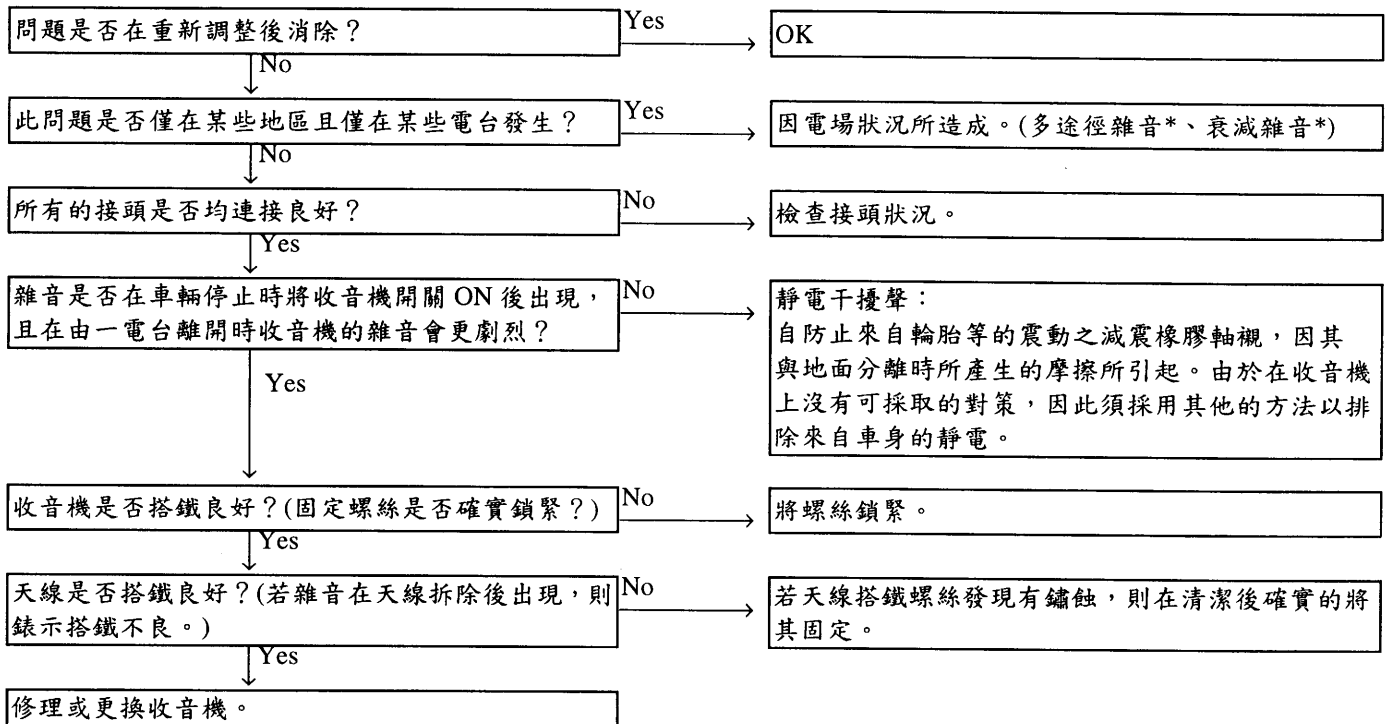 問題是否在重新調整後消除？
Yes
OK
No
此問題是否僅在某些地區且僅在某些電台發生？
Yes
因電場狀況所造成。(多途徑雜音*、衰減雜音*)
No
所有的接頭是否均連接良好？
No
檢查接頭狀況。
Yes
雜音是否在車輛停止時將收音機開關 ON 後出現，
且在由一電台離開時收音機的雜音會更劇烈？
No
靜電干擾聲：
自防止來自輪胎等的震動之減震橡膠軸襯，因其
與地面分離時所產生的摩擦所引起。由於在收音機
上沒有可採取的對策，因此須採用其他的方法以排
除來自車身的靜電。
Yes
收音機是否搭鐵良好？(固定螺絲是否確實鎖緊？)
No
將螺絲鎖緊。
Yes
天線是否搭鐵良好？(若雜音在天線拆除後出現，則
錶示搭鐵不良。)
No
若天線搭鐵螺絲發現有鏽蝕，則在清潔後確實的將
其固定。
Yes
修理或更換收音機。